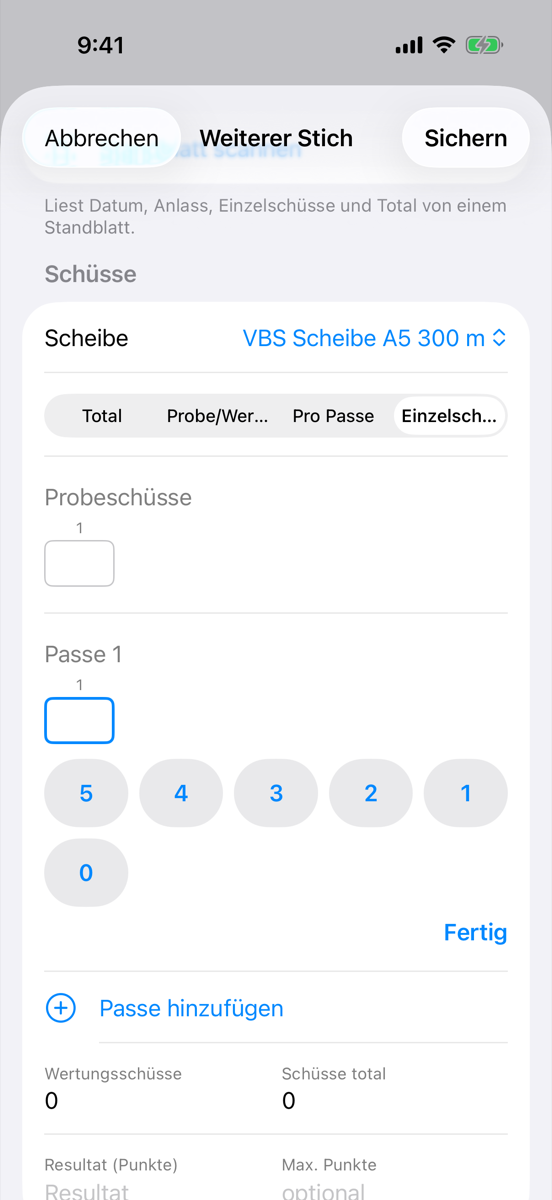 9:41
Abbrechen
Weiterer Stich
Sichern
Liest Datum, Anlass, Einzelschüsse und Total von einem
Standblatt.
Schüsse
Scheibe
VBS Scheibe A5 300 m
Total
Probe/Wer...
Pro Passe
Einzelsch...
Probeschüsse
1
Passe 1
1
5
4
3
2
1
0
Fertig
Passe hinzufügen
Wertungsschüsse
Schüsse total
0
0
Resultat (Punkte)
Max. Punkte
Resultat
optional